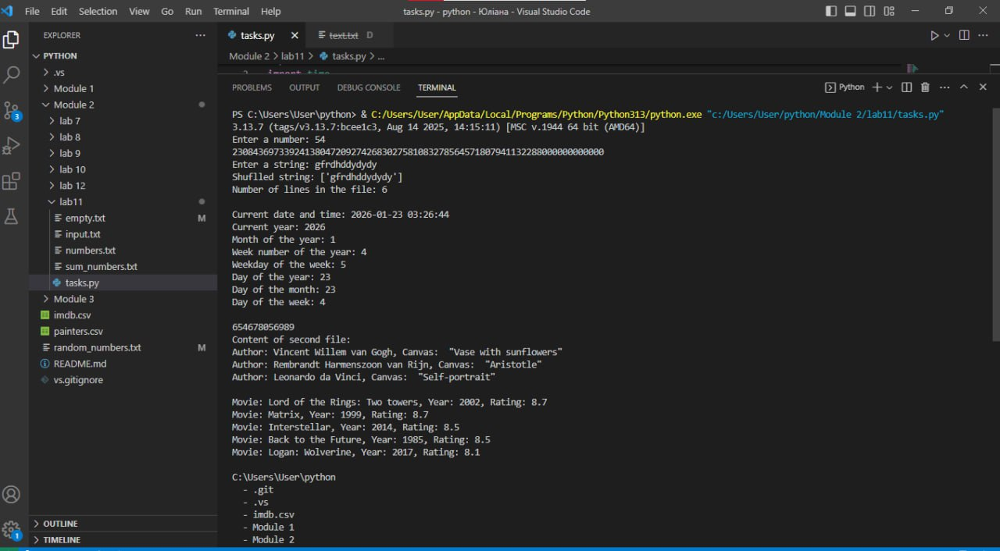 File Edit Selection View Go Run Terminal Help
tasks.py - python - Юліана - Visual Studio Code
EXPLORER
PYTHON
.vs
Module 1
Module 2
lab 7
lab 8
lab 9
lab 10
lab 12
lab11
empty.txt M
input.txt
numbers.txt
sum_numbers.txt
tasks.py
Module 3
imdb.csv
painters.csv
random_numbers.txt M
README.md
vs.gitignore
OUTLINE
TIMELINE
3
1
tasks.py
text.txt D
Module 2 > lab11 > tasks.py > ...
2 import time
PROBLEMS OUTPUT DEBUG CONSOLE TERMINAL
Python
PS C:\Users\User\python> & C:/Users/User/AppData/Local/Programs/Python/Python313/python.exe "c:/Users/User/python/Module 2/lab11/tasks.py"
3.13.7 (tags/v3.13.7:bcee1c3, Aug 14 2025, 14:15:11) [MSC v.1944 64 bit (AMD64)]
Enter a number: 54
230843697339241380472092742683027581083278564571807941132288000000000000
Enter a string: gfrdhddydydy
Shuflled string: ['gfrdhddydydy']
Number of lines in the file: 6
Current date and time: 2026-01-23 03:26:44
Current year: 2026
Month of the year: 1
Week number of the year: 4
Weekday of the week: 5
Day of the year: 23
Day of the month: 23
Day of the week: 4
654678056989
Content of second file:
Author: Vincent Willem van Gogh, Canvas:  "Vase with sunflowers"
Author: Rembrandt Harmenszoon van Rijn, Canvas:  "Aristotle"
Author: Leonardo da Vinci, Canvas:  "Self-portrait"
Movie: Lord of the Rings: Two towers, Year: 2002, Rating: 8.7
Movie: Matrix, Year: 1999, Rating: 8.7
Movie: Interstellar, Year: 2014, Rating: 8.5
Movie: Back to the Future, Year: 1985, Rating: 8.5
Movie: Logan: Wolverine, Year: 2017, Rating: 8.1
C:\Users\User\python
- .git
- .vs
- imdb.csv
- Module 1
- Module 2